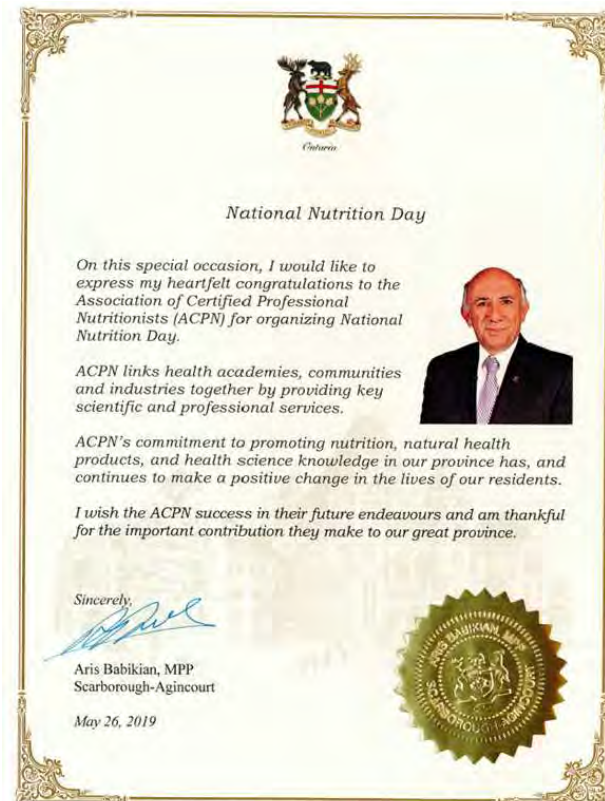 Ontario
National Nutrition Day
On this special occasion, I would like to
express my heartfelt congratulations to the
Association of Certified Professional
Nutritionists (ACPN) for organizing National
Nutrition Day.
ACPN links health academies, communities
and industries together by providing key
scientific and professional services.
ACPN's commitment to promoting nutrition, natural health
products, and health science knowledge in our province has, and
continues to make a positive change in the lives of our residents.
I wish the ACPN success in their future endeavours and am thankful
for the important contribution they make to our great province.
Sincerely,
Aris Babikian, MPP
Scarborough-Agincourt
May 26, 2019
ARIS BABIKIAN, MPP
SCARBOROUGH-AGINCOURT